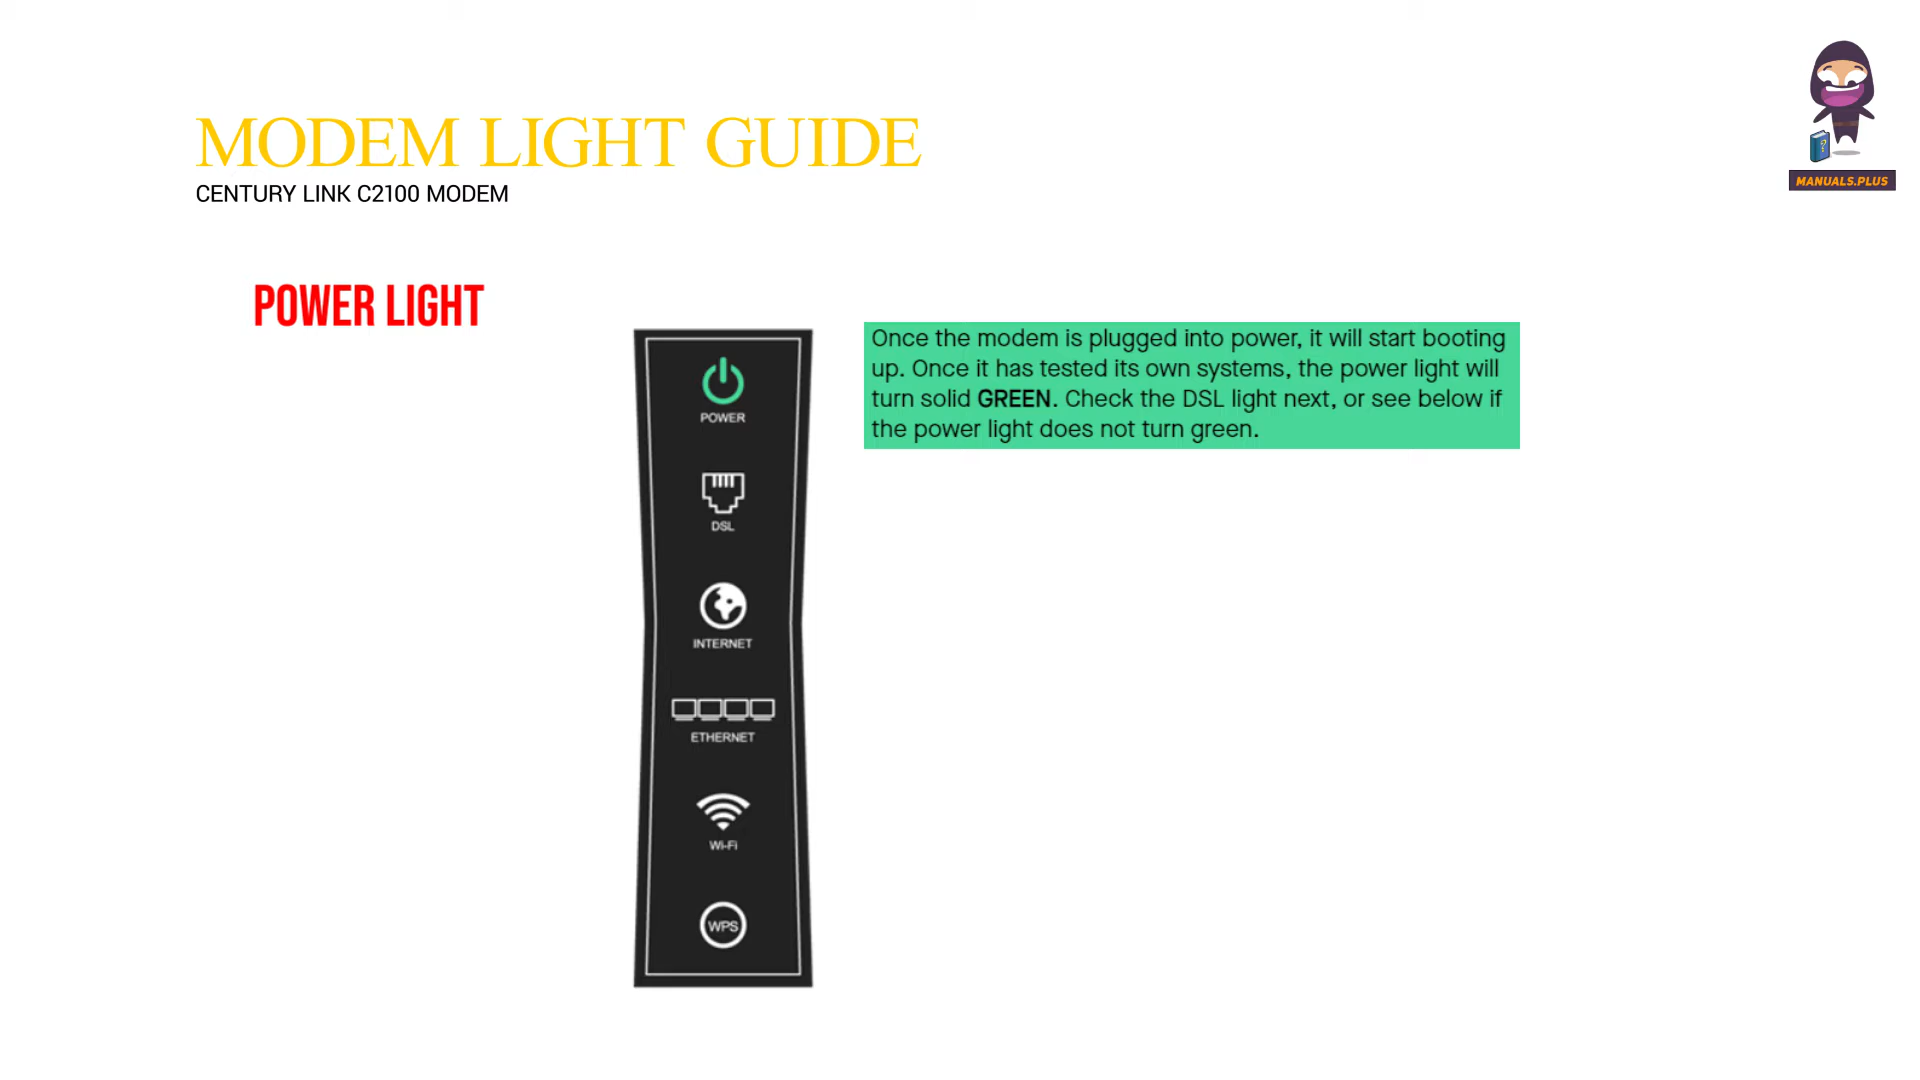 MODEM LIGHT GUIDE
CENTURY LINK C2100 MODEM
MANUALS.PLUS
POWER LIGHT
Once the modem is plugged into power, it will start booting
up. Once it has tested its own systems, the power light will
turn solid GREEN. Check the DSL light next, or see below if
the power light does not turn green.
POWER
DSL
INTERNET
ETHERNET
Wi-Fi
WPS